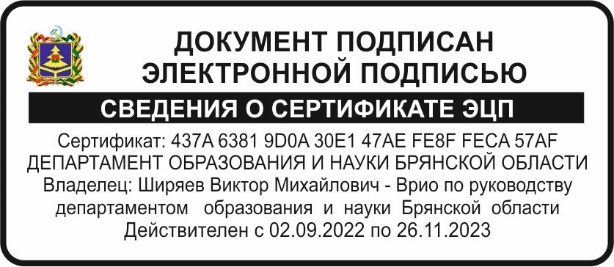 ДОКУМЕНТ ПОДПИСАН
ЭЛЕКТРОННОЙ ПОДПИСЬЮ
СВЕДЕНИЯ О СЕРТИФИКАТЕ ЭЦП
Сертификат: 437A 6381 9D0A 30E1 47AE FE8F FECA 57AF
ДЕПАРТАМЕНТ ОБРАЗОВАНИЯ И НАУКИ БРЯНСКОЙ ОБЛАСТИ
Владелец: Ширяев Виктор Михайлович - Врио по руководству
департаментом образования и науки Брянской области
Действителен с 02.09.2022 по 26.11.2023